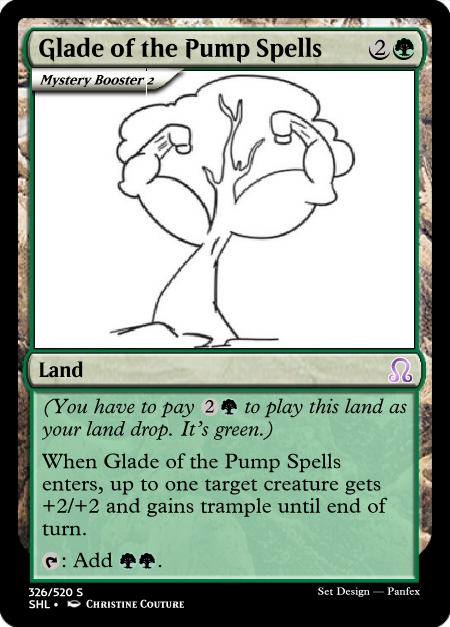 Glade of the Pump Spells 2
Mystery Booster 2
Land
(You have to pay 2 to play this land as
your land drop. It's green.)
When Glade of the Pump Spells
enters, up to one target creature gets
+2/+2 and gains trample until end of
turn.
: Add .
326/520 S
SHL • Christine Couture
Set Design — Panfex